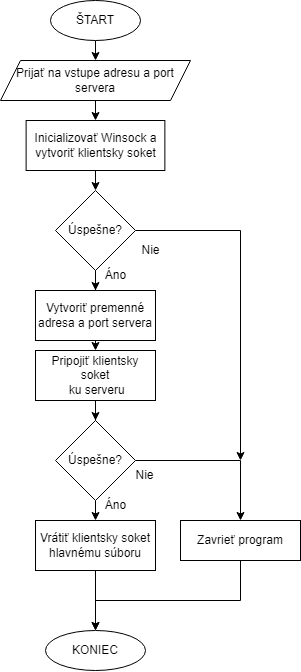 ŠTART
Prijať na vstupe adresu a port
servera
Inicializovať Winsock a
vytvoriť klientsky soket
Úspešne?
Nie
Áno
Vytvoriť premenné
adresa a port servera
Pripojiť klientsky
soket
ku serveru
Úspešne?
Nie
Áno
Vrátiť klientsky soket
hlavnému súboru
Zavrieť program
KONIEC